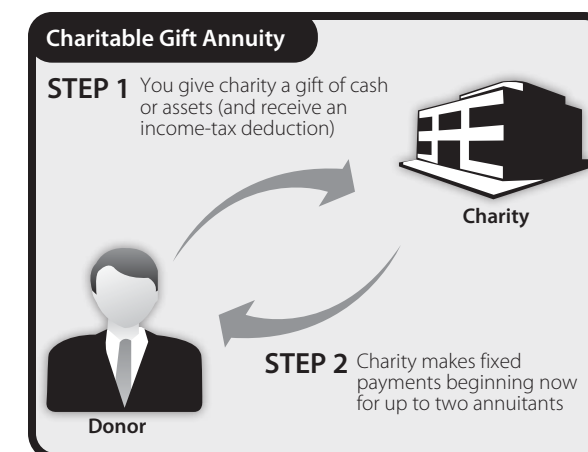 Charitable Gift Annuity
STEP 1 You give charity a gift of cash
or assets (and receive an
income-tax deduction)
Charity
STEP 2 Charity makes fixed
payments beginning now
for up to two annuitants
Donor